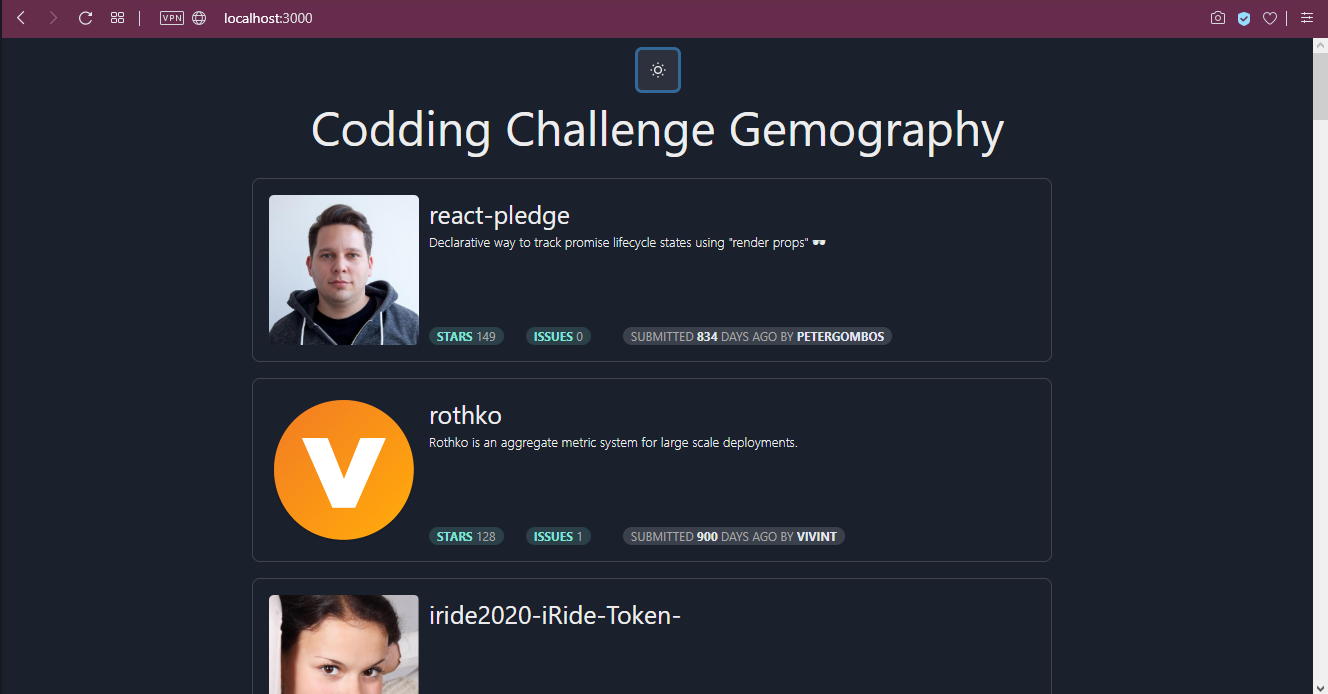 VPN localhost:3000
Codding Challenge Gemography
react-pledge
Declarative way to track promise lifecycle states using "render props" 🕶️
STARS 149 ISSUES 0 SUBMITTED 834 DAYS AGO BY PETERGOMBOS
V
rothko
Rothko is an aggregate metric system for large scale deployments.
STARS 128 ISSUES 1 SUBMITTED 900 DAYS AGO BY VIVINT
iride2020-iRide-Token-